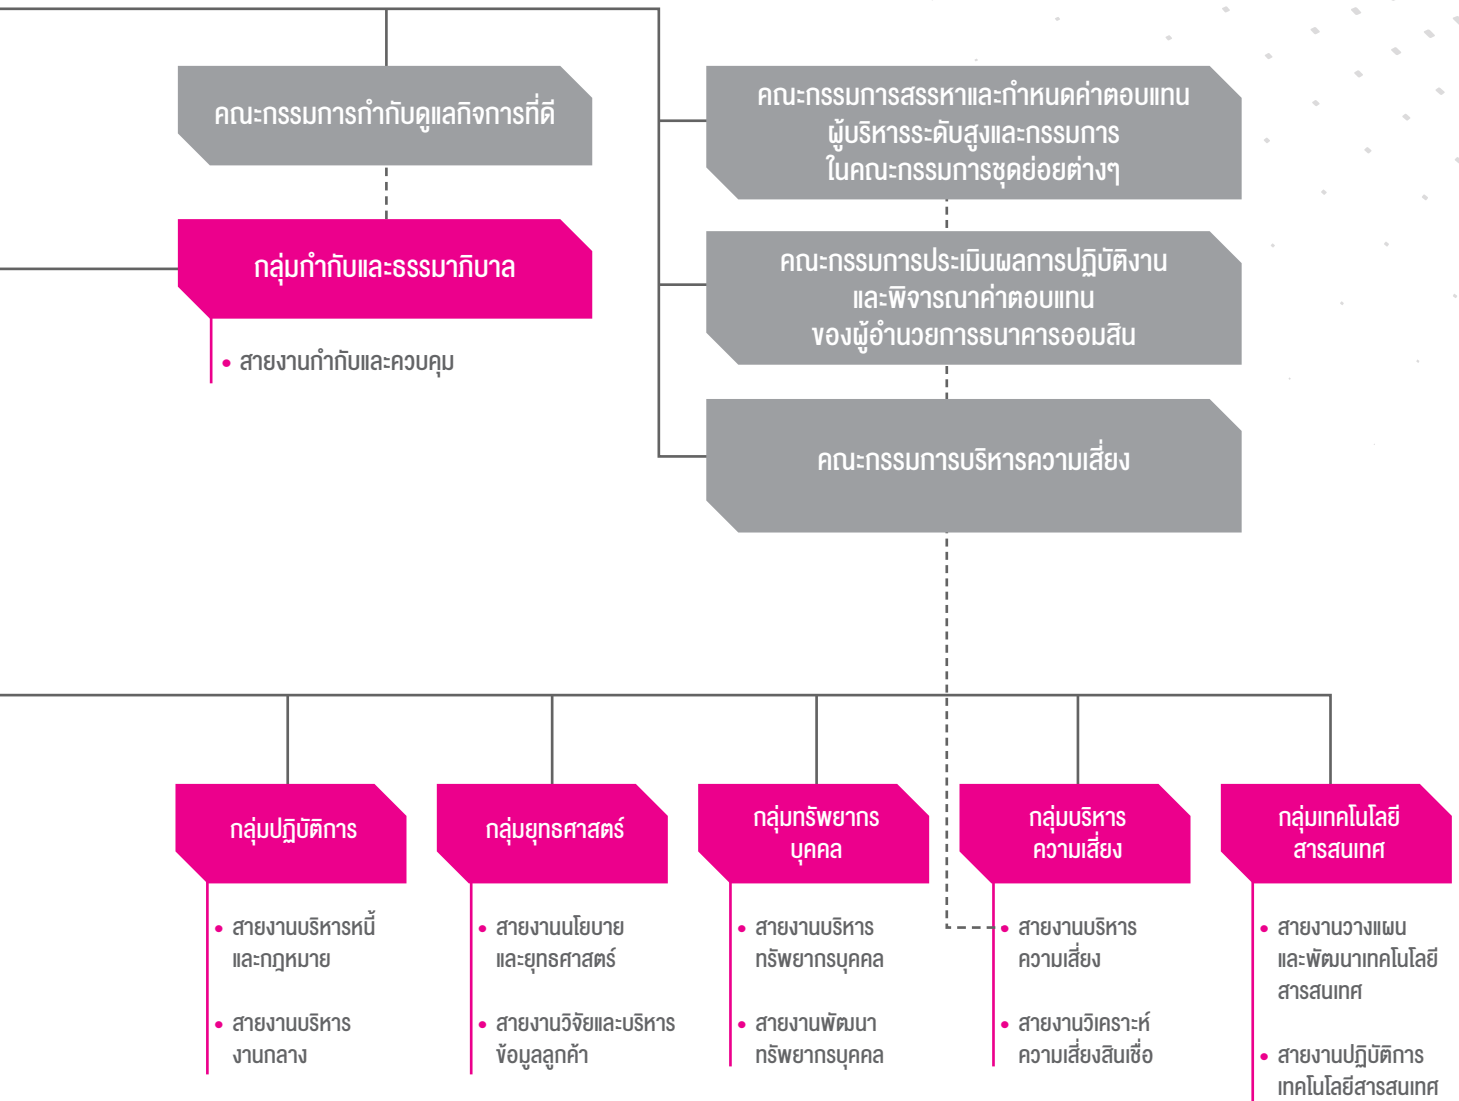 คณะกรรมการกำกับดูแลกิจการที่ดี
คณะกรรมการสรรหาและกำหนดค่าตอบแทน
ผู้บริหารระดับสูงและกรรมการ
ในคณะกรรมการชุดย่อยต่างๆ
กลุ่มกำกับและธรรมาภิบาล
• สายงานกำกับและควบคุม
คณะกรรมการประเมินผลการปฏิบัติงาน
และพิจารณาค่าตอบแทน
ของผู้อำนวยการธนาคารออมสิน
คณะกรรมการบริหารความเสี่ยง
กลุ่มปฏิบัติการ
• สายงานบริหารหนี้
และกฎหมาย
• สายงานบริหาร
งานกลาง
กลุ่มยุทธศาสตร์
• สายงานนโยบาย
และยุทธศาสตร์
• สายงานวิจัยและบริหาร
ข้อมูลลูกค้า
กลุ่มทรัพยากร
บุคคล
• สายงานบริหาร
ทรัพยากรบุคคล
• สายงานพัฒนา
ทรัพยากรบุคคล
กลุ่มบริหาร
ความเสี่ยง
• สายงานบริหาร
ความเสี่ยง
• สายงานวิเคราะห์
ความเสี่ยงสินเชื่อ
กลุ่มเทคโนโลยี
สารสนเทศ
• สายงานวางแผน
และพัฒนาเทคโนโลยี
สารสนเทศ
• สายงานปฏิบัติการ
เทคโนโลยีสารสนเทศ